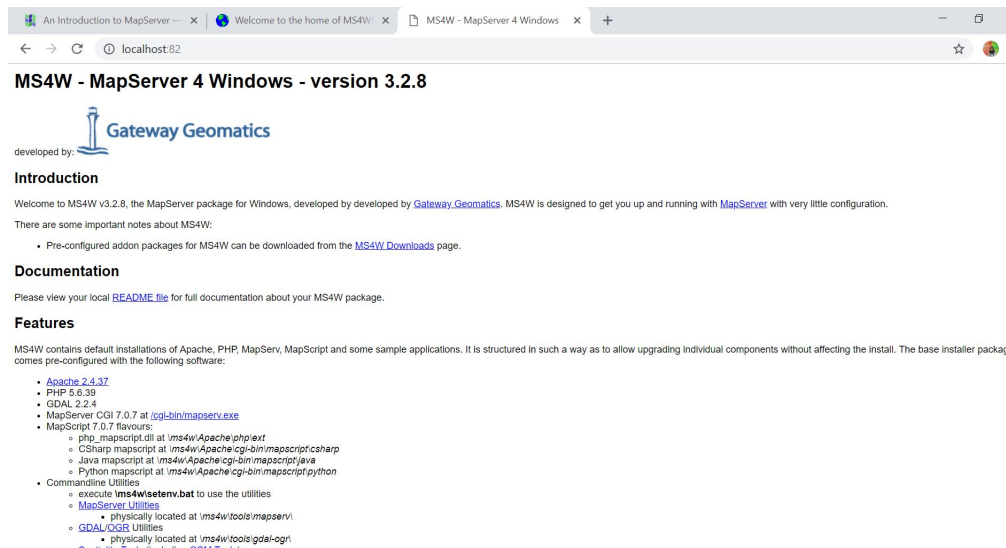 An Introduction to MapServer —
Welcome to the home of MS4W
MS4W - MapServer 4 Windows
localhost:82
MS4W - MapServer 4 Windows - version 3.2.8
Gateway Geomatics
developed by:
Introduction
Welcome to MS4W v3.2.8, the MapServer package for Windows, developed by developed by Gateway Geomatics. MS4W is designed to get you up and running with MapServer with very little configuration.
There are some important notes about MS4W:
• Pre-configured addon packages for MS4W can be downloaded from the MS4W Downloads page.
Documentation
Please view your local README file for full documentation about your MS4W package.
Features
MS4W contains default installations of Apache, PHP, MapServ, MapScript and some sample applications. It is structured in such a way as to allow upgrading individual components without affecting the install. The base installer packag
comes pre-configured with the following software:
• Apache 2.4.37
• PHP 5.6.39
• GDAL 2.2.4
• MapServer CGI 7.0.7 at /cgi-bin/mapserv.exe
• MapScript 7.0.7 flavours:
php_mapscript.dll at \ms4w\Apache\php\ext
CSharp mapscript at \ms4w\Apache\cgi-bin\mapscript\csharp
Java mapscript at \ms4w\Apache\cgi-bin\mapscript\java
Python mapscript at \ms4w\Apache\cgi-bin\mapscript\python
• Commandline Utilities
execute \ms4w\setenv.bat to use the utilities
MapServer Utilities
physically located at \ms4w\tools\mapserv\
GDAL/OGR Utilities
physically located at \ms4w\tools\gdal-ogr\